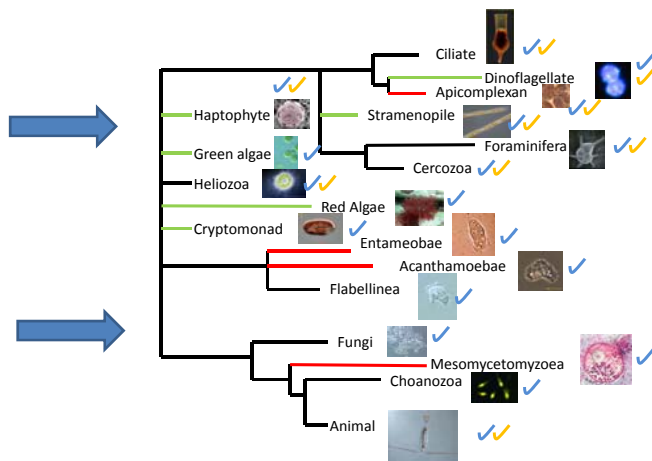 Ciliate
Dinoflagellate
Apicomplexan
Haptophyte
Stramenopile
Foraminifera
Green algae
Cercozoa
Heliozoa
Red Algae
Cryptomonad
Entameobae
Acanthamoebae
Flabellinea
Fungi
Mesomycetomyzoea
Choanozoa
Animal